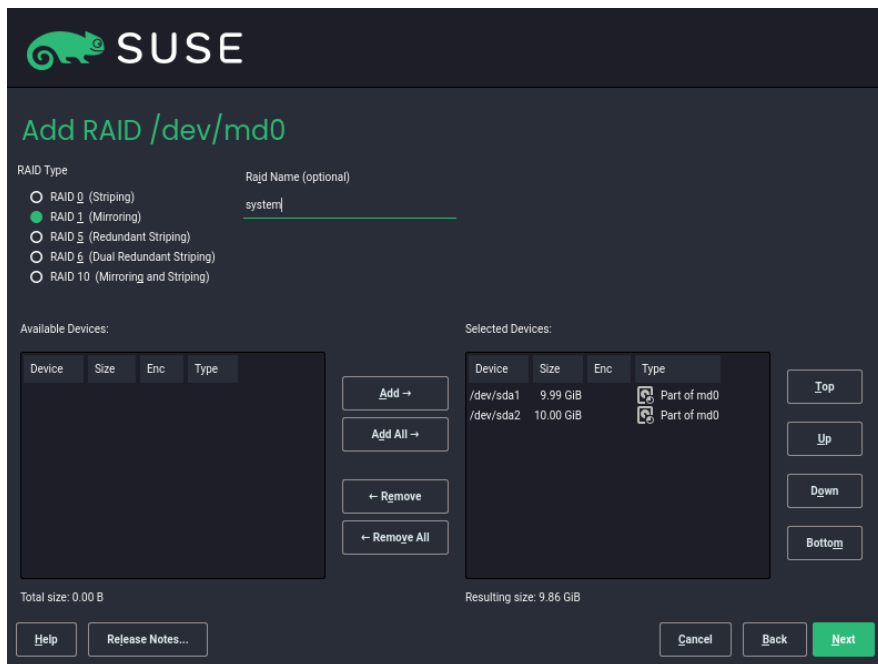 SUSE
Add RAID /dev/md0
RAID Type
RAID 0 (Striping)
RAID 1 (Mirroring)
RAID 5 (Redundant Striping)
RAID 6 (Dual Redundant Striping)
RAID 10 (Mirroring and Striping)
Raid Name (optional)
system
Available Devices:
Device Size Enc Type
Total size: 0.00 B
Add →
Add All →
← Remove
← Remove All
Selected Devices:
Device Size Enc Type
/dev/sda1 9.99 GiB Part of md0
/dev/sda2 10.00 GiB Part of md0
Resulting size: 9.86 GiB
Top
Up
Down
Bottom
Help Release Notes... Cancel Back Next